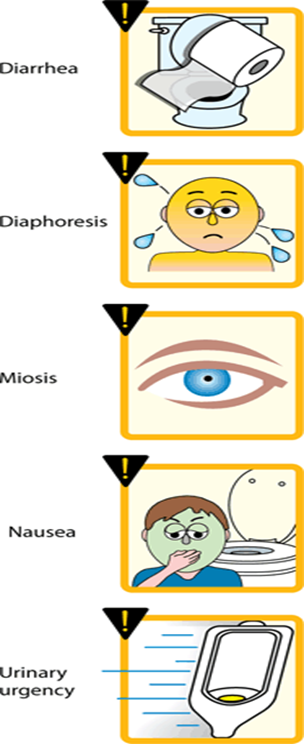 Diarrhea
Diaphoresis
Miosis
Nausea
Urinary
urgency